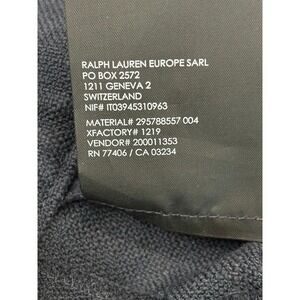 RALPH LAUREN EUROPE SARL
PO BOX 2572
1211 GENEVA 2
SWITZERLAND
NIF# IT03945310963
MATERIAL# 295788557 004
XFACTORY# 1219
VENDOR# 200011353
RN 77406 / CA 03234